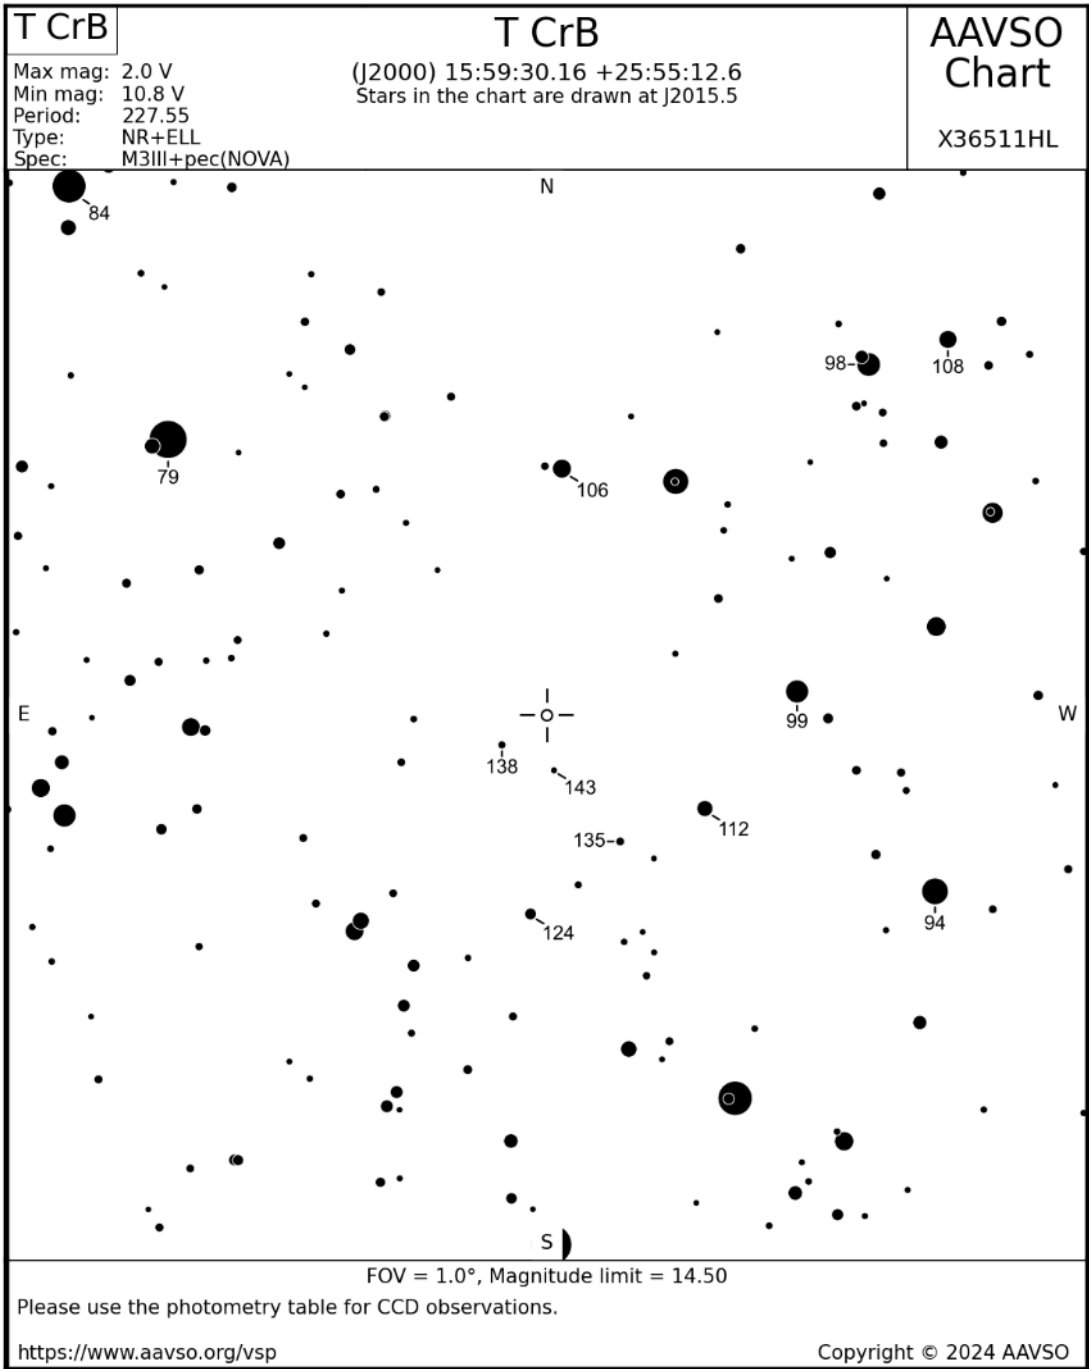 T CrB
Max mag: 2.0 V
Min mag: 10.8 V
Period: 227.55
Type: NR+ELL
Spec: M3III+pec(NOVA)
T CrB
(J2000) 15:59:30.16 +25:55:12.6
Stars in the chart are drawn at J2015.5
AAVSO
Chart
X36511HL
N
84
98
108
79
106
E
W
99
138
143
112
135
94
124
S
FOV = 1.0°, Magnitude limit = 14.50
Please use the photometry table for CCD observations.
https://www.aavso.org/vsp
Copyright © 2024 AAVSO